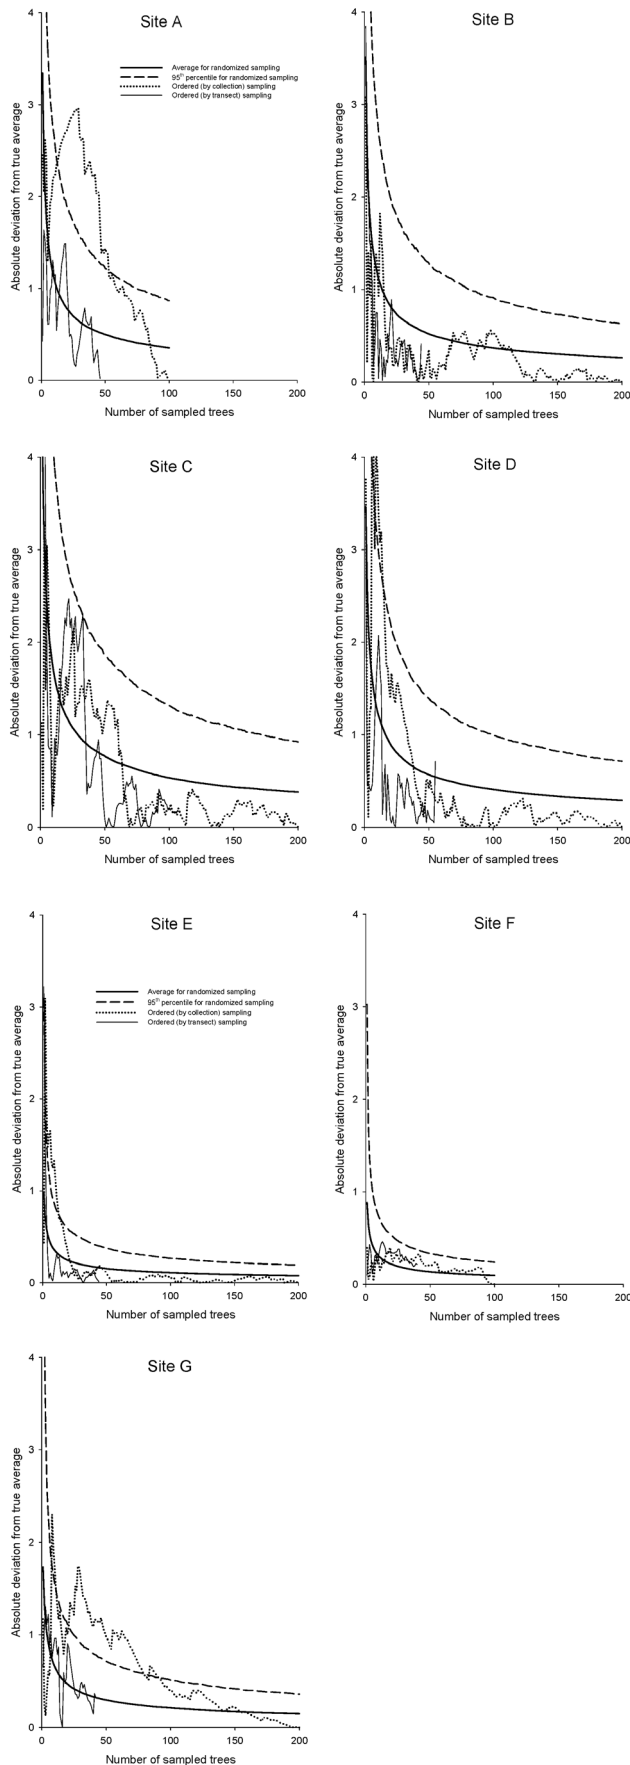 Site A
Absolute deviation from true average
4
3
2
1
0
Average for randomized sampling
95th percentile for randomized sampling
Ordered (by collection) sampling
Ordered (by transect) sampling
0 50 100 150 200
Number of sampled trees
Site B
Absolute deviation from true average
4
3
2
1
0
0 50 100 150 200
Number of sampled trees
Site C
Absolute deviation from true average
4
3
2
1
0
0 50 100 150 200
Number of sampled trees
Site D
Absolute deviation from true average
4
3
2
1
0
0 50 100 150 200
Number of sampled trees
Site E
Absolute deviation from true average
4
3
2
1
0
Average for randomized sampling
95th percentile for randomized sampling
Ordered (by collection) sampling
Ordered (by transect) sampling
0 50 100 150 200
Number of sampled trees
Site F
Absolute deviation from true average
4
3
2
1
0
0 50 100 150 200
Number of sampled trees
Site G
Absolute deviation from true average
4
3
2
1
0
0 50 100 150 200
Number of sampled trees